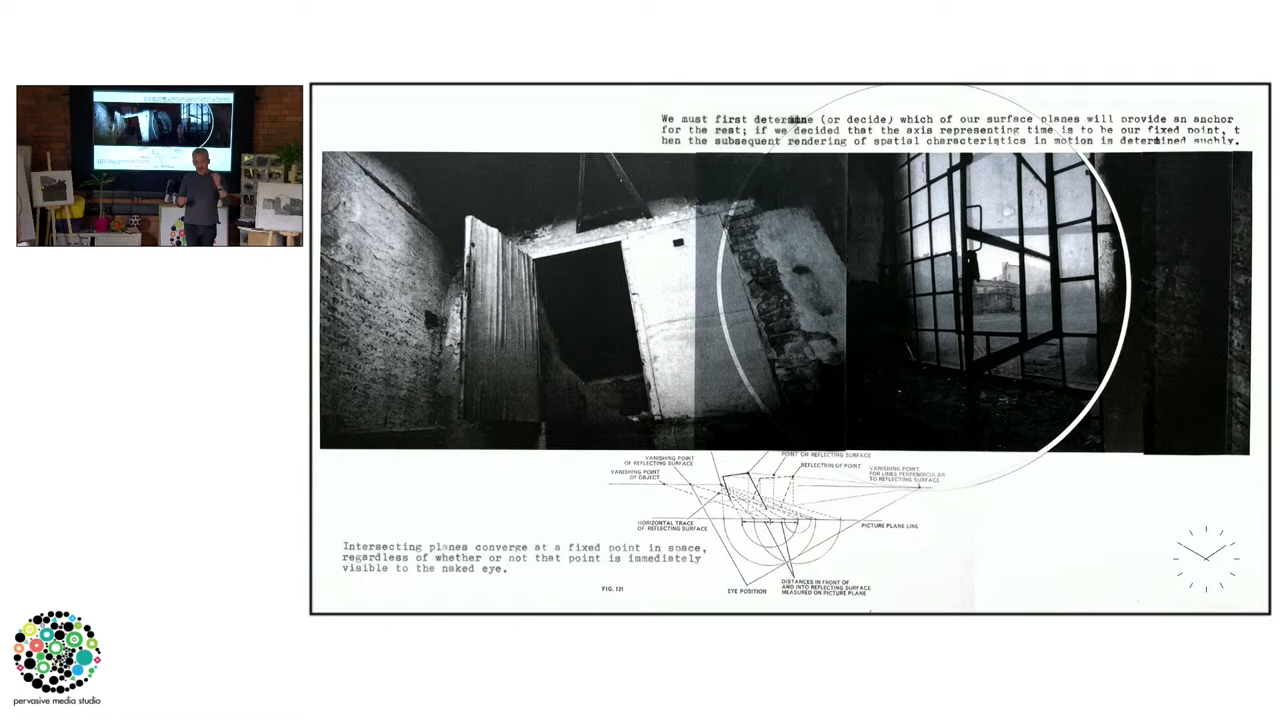 We must first determine (or decide) which of our surface planes will provide an anchor
for the rest; if we decided that the axis representing time is to be our fixed point, t
hen the subsequent rendering of spatial characteristics in motion is determined suchly.
VANISHING POINT
OF REFLECTING SURFACE
VANISHING POINT
OF OBJECT
POINT ON REFLECTING SURFACE
REFLECTION OF POINT
VANISHING POINT
FOR LINES PERPENDICULAR
TO REFLECTING SURFACE
HORIZONTAL TRACE
OF REFLECTING SURFACE
PICTURE PLANE LINE
Intersecting planes converge at a fixed point in space,
regardless of whether or not that point is immediately
visible to the naked eye.
FIG. 131
EYE POSITION
DISTANCES IN FRONT OF
AND INTO REFLECTING SURFACE
MEASURED ON PICTURE PLANE
pervasive media studio